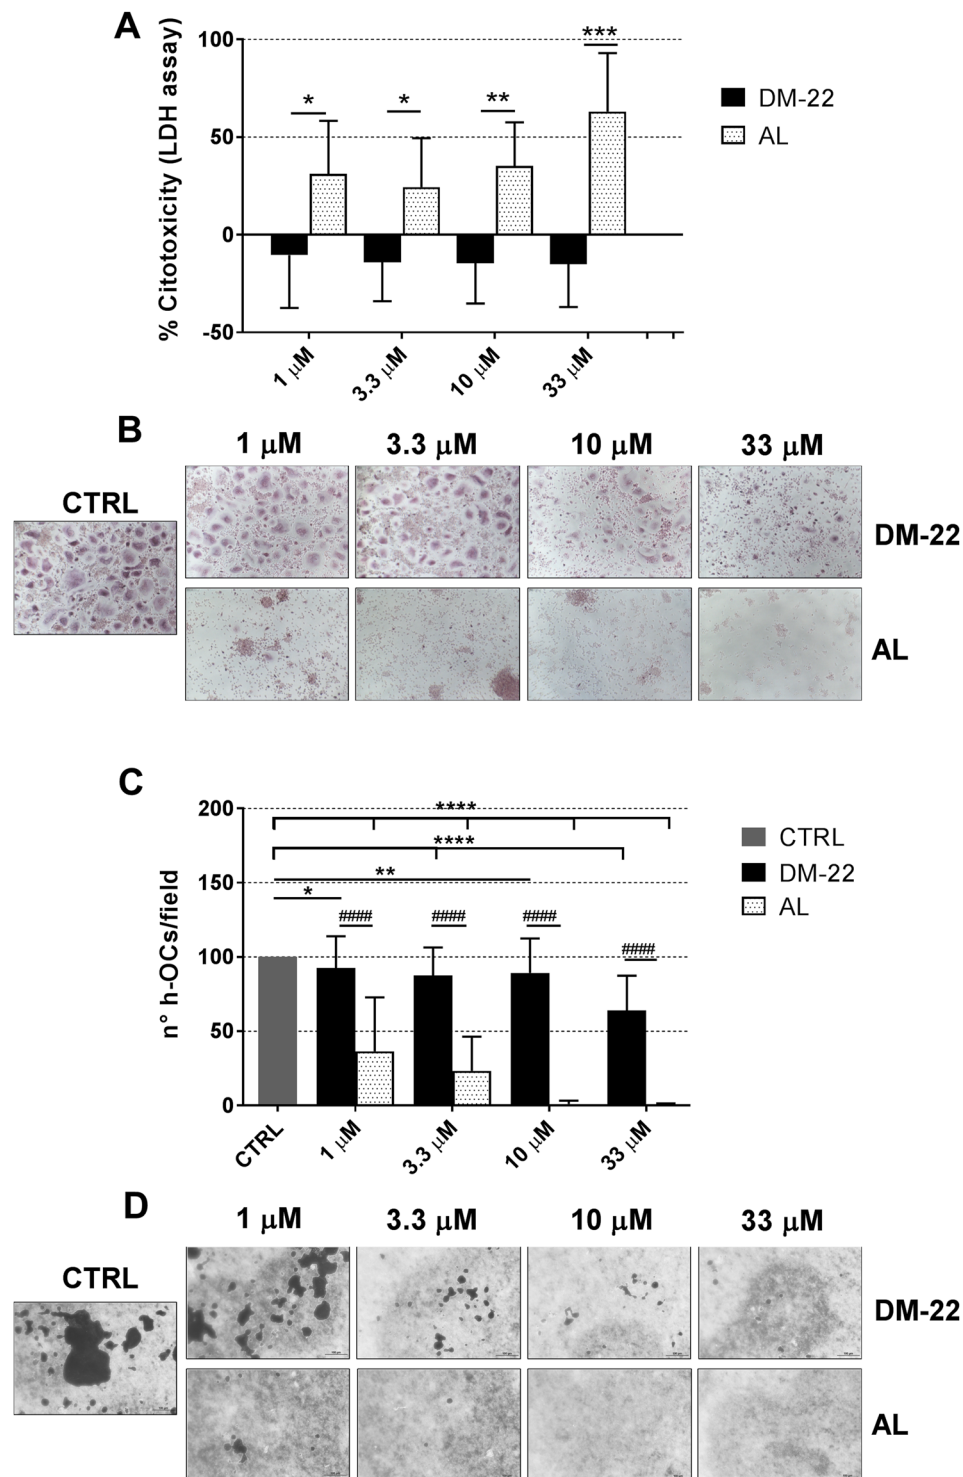 A
% Citotoxicity (LDH assay)
100
50
0
-50
*
*
**
***
DM-22
AL
1 μM
3.3 μM
10 μM
33 μM
B
1 μM
3.3 μM
10 μM
33 μM
CTRL
DM-22
AL
C
n° h-OCs/field
200
150
100
50
0
****
****
**
*
####
####
####
####
CTRL
DM-22
AL
CTRL
1 μM
3.3 μM
10 μM
33 μM
D
1 μM
3.3 μM
10 μM
33 μM
CTRL
DM-22
AL